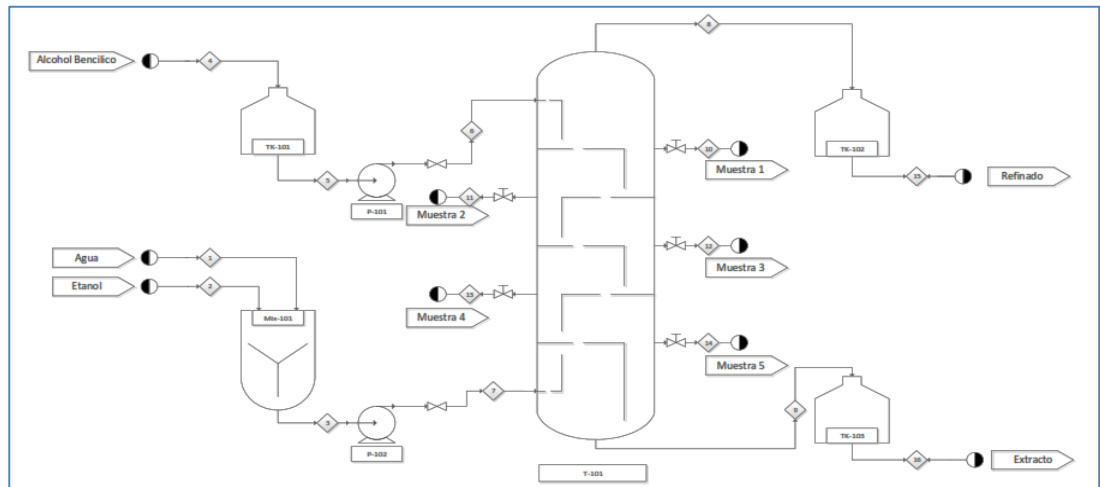 8
Alcohol Bencílico
4
TK-101
6
TK-102
5
P-101
10
Muestra 1
15
Refinado
11
Muestra 2
Agua
1
Etanol
2
Mix-101
12
Muestra 3
13
Muestra 4
14
Muestra 5
7
3
P-102
9
TK-103
T-101
16
Extracto